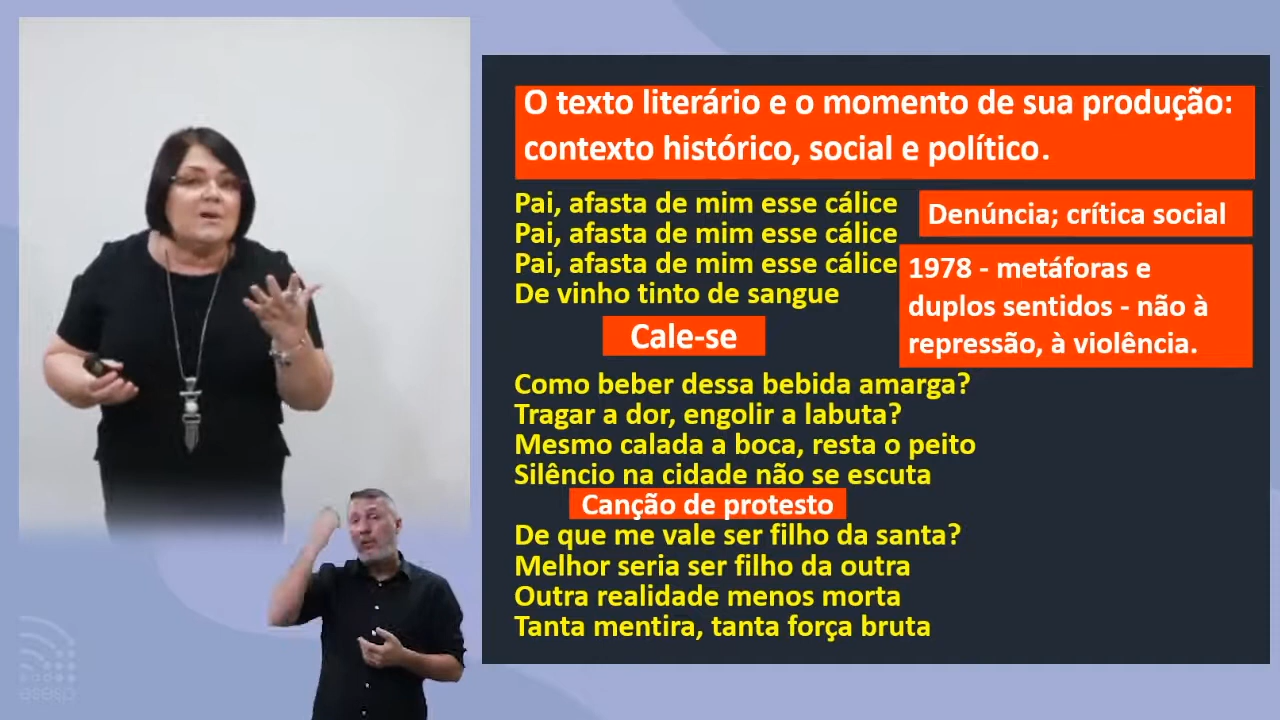 O texto literário e o momento de sua produção:
contexto histórico, social e político.
Pai, afasta de mim esse cálice
Pai, afasta de mim esse cálice
Pai, afasta de mim esse cálice
De vinho tinto de sangue
Denúncia; crítica social
1978 - metáforas e
duplos sentidos - não à
repressão, à violência.
Cale-se
Como beber dessa bebida amarga?
Tragar a dor, engolir a labuta?
Mesmo calada a boca, resta o peito
Silêncio na cidade não se escuta
Canção de protesto
De que me vale ser filho da santa?
Melhor seria ser filho da outra
Outra realidade menos morta
Tanta mentira, tanta força bruta
esesp